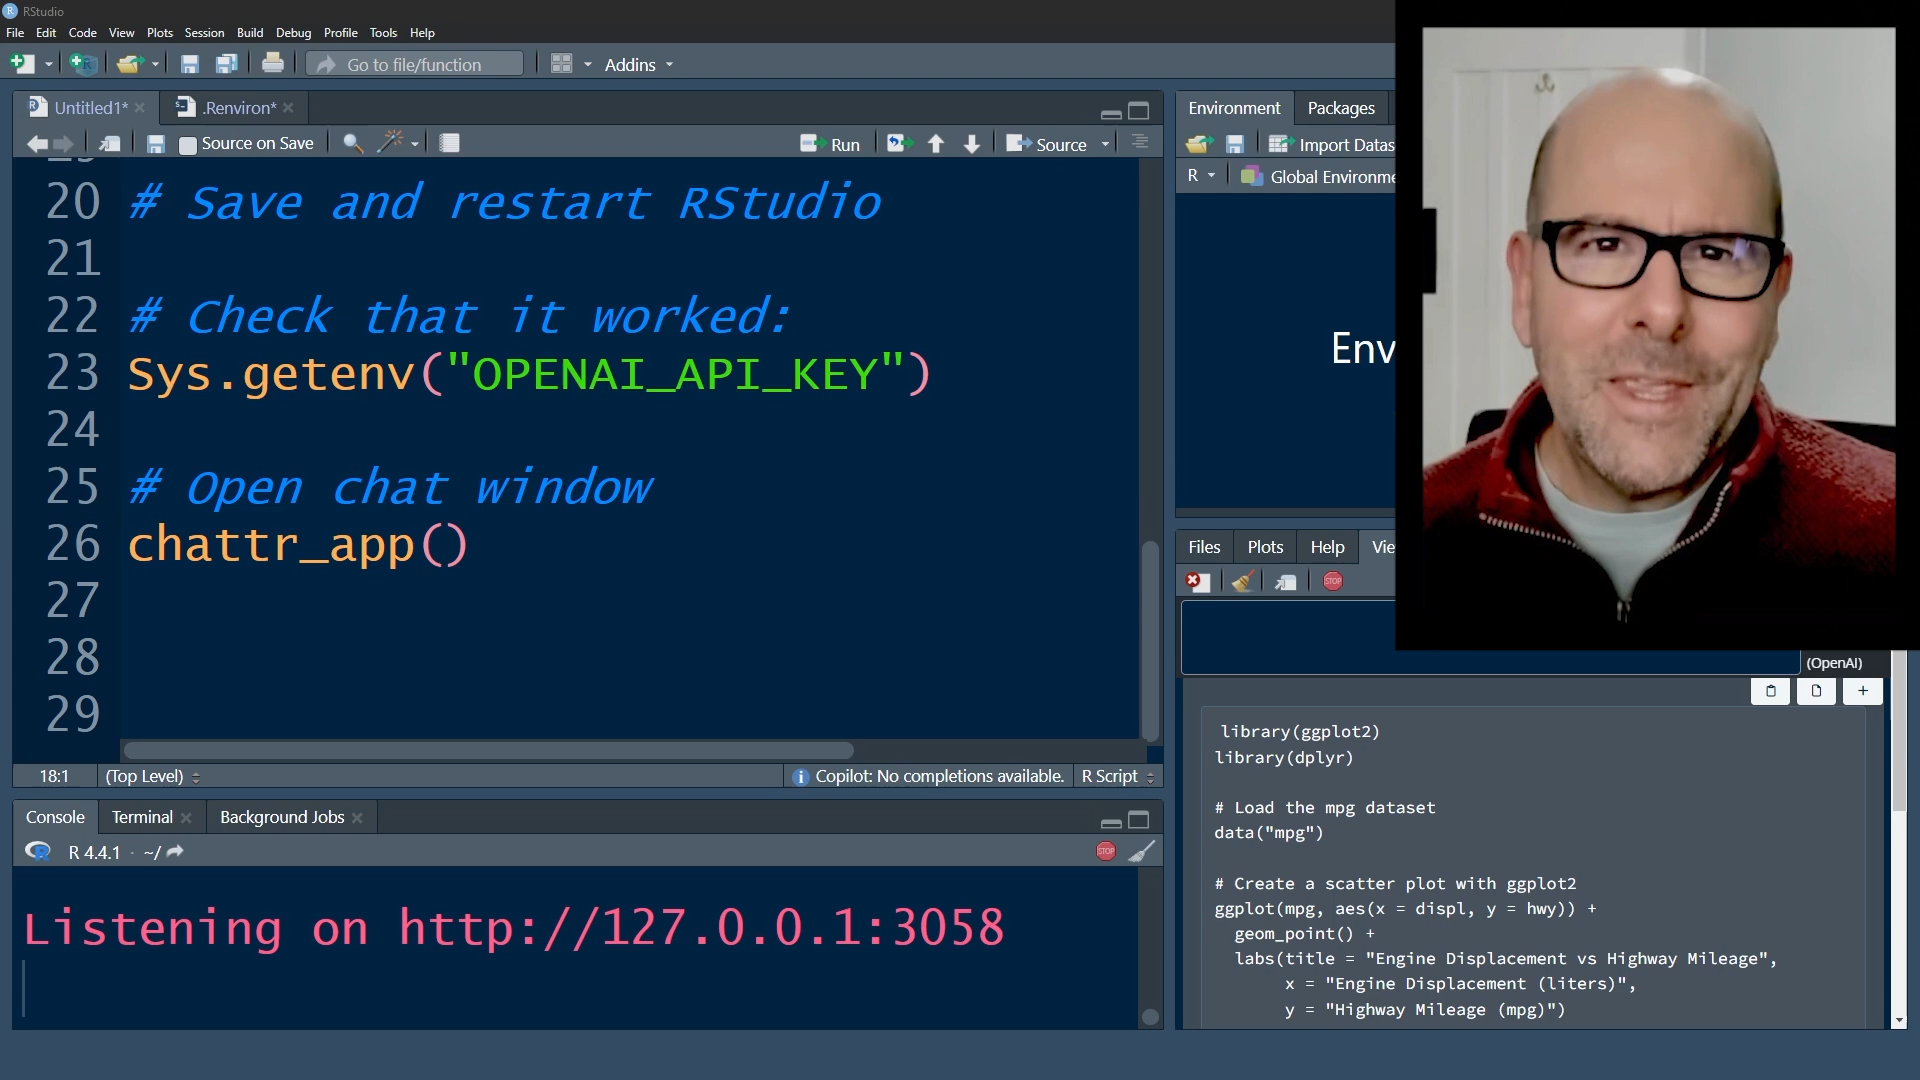 RStudio
File Edit Code View Plots Session Build Debug Profile Tools Help
Go to file/function Addins
Untitled1* .Renviron*
Source on Save Run Source
20 # Save and restart RStudio
21
22 # Check that it worked:
23 Sys.getenv("OPENAI_API_KEY")
24
25 # Open chat window
26 chattr_app()
27
28
29
18:1 (Top Level) Copilot: No completions available. R Script
Console Terminal Background Jobs
R 4.4.1 · ~/
Listening on http://127.0.0.1:3058
Environment Packages
Import Datas
R Global Environme
Env
Files Plots Help Vie
STOP
(OpenAI)
library(ggplot2)
library(dplyr)
# Load the mpg dataset
data("mpg")
# Create a scatter plot with ggplot2
ggplot(mpg, aes(x = displ, y = hwy)) +
geom_point() +
labs(title = "Engine Displacement vs Highway Mileage",
x = "Engine Displacement (liters)",
y = "Highway Mileage (mpg)")